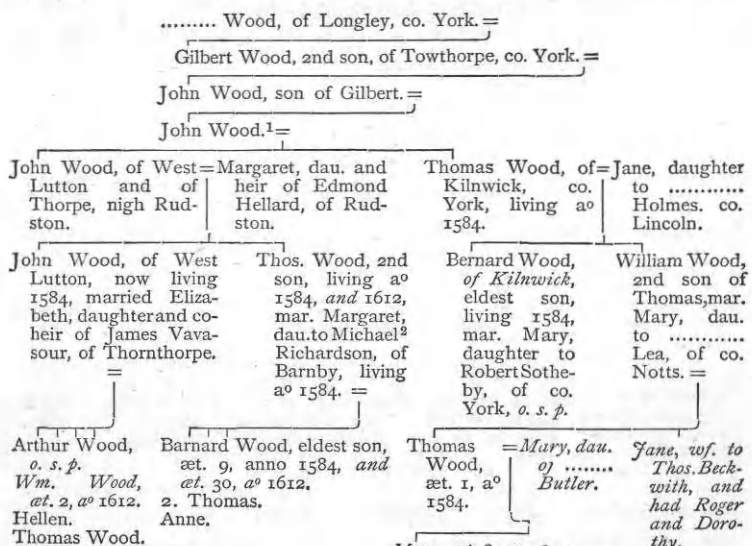 ......... Wood, of Longley, co. York. =
Gilbert Wood, 2nd son, of Towthorpe, co. York. =
John Wood, son of Gilbert. =
John Wood.¹ =
John Wood, of West
Lutton and of
Thorpe, nigh Rud-
ston.
= Margaret, dau. and
heir of Edmond
Hellard, of Rud-
ston.
Thomas Wood, of
Kilnwick, co.
York, living aº
1584.
= Jane, daughter
to ............
Holmes. co.
Lincoln.
John Wood, of West
Lutton, now living
1584, married Eliza-
beth, daughter and co-
heir of James Vava-
sour, of Thornthorpe.
=
Thos. Wood, 2nd
son, living aº
1584, and 1612,
mar. Margaret,
dau. to Michael²
Richardson, of
Barnby, living
aº 1584. =
Bernard Wood,
of Kilnwick,
eldest son,
living 1584,
mar. Mary,
daughter to
Robert Sothe-
by, of co.
York, o. s. p.
William Wood,
2nd son of
Thomas, mar.
Mary, dau.
to ............
Lea, of co.
Notts. =
Arthur Wood,
o. s. p.
Wm. Wood,
æt. 2, aº 1612.
Hellen.
Thomas Wood.
Barnard Wood, eldest son,
æt. 9, anno 1584, and
æt. 30, aº 1612.
2. Thomas.
Anne.
Thomas
Wood,
æt. 1, aº
1584.
= Mary, dau.
of ........
Butler.
Jane, wf. to
Thos. Beck-
with, and
had Roger
and Doro-
thy.